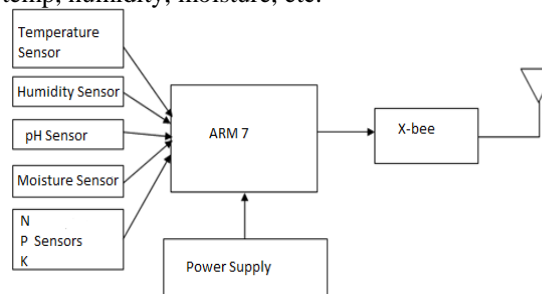 temp, humidity, moisture, etc.
Temperature
Sensor
Humidity Sensor
pH Sensor
Moisture Sensor
N
P Sensors
K
ARM 7
X-bee
Power Supply